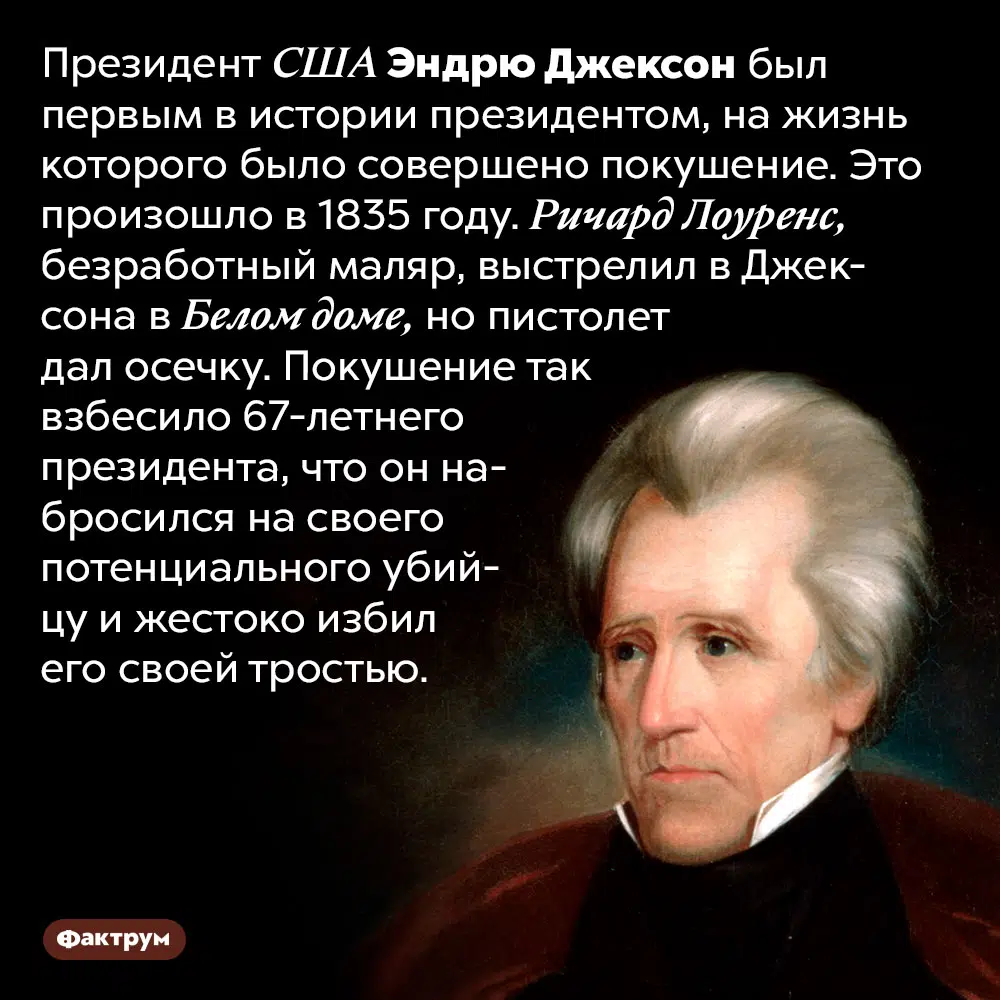 Президент США Эндрю Джексон был
первым в истории президентом, на жизнь
которого было совершено покушение. Это
произошло в 1835 году. Ричард Лоуренс,
безработный маляр, выстрелил в Джек-
сона в Белом доме, но пистолет
дал осечку. Покушение так
взбесило 67-летнего
президента, что он на-
бросился на своего
потенциального убий-
цу и жестоко избил
его своей тростью.
Фактрум